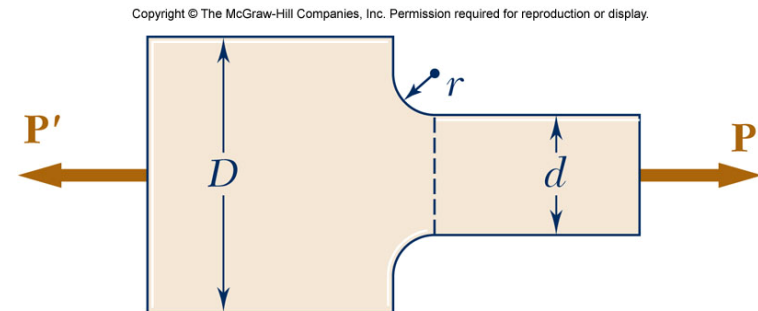 Copyright © The McGraw-Hill Companies, Inc. Permission required for reproduction or display.
r
P′
P
D
d